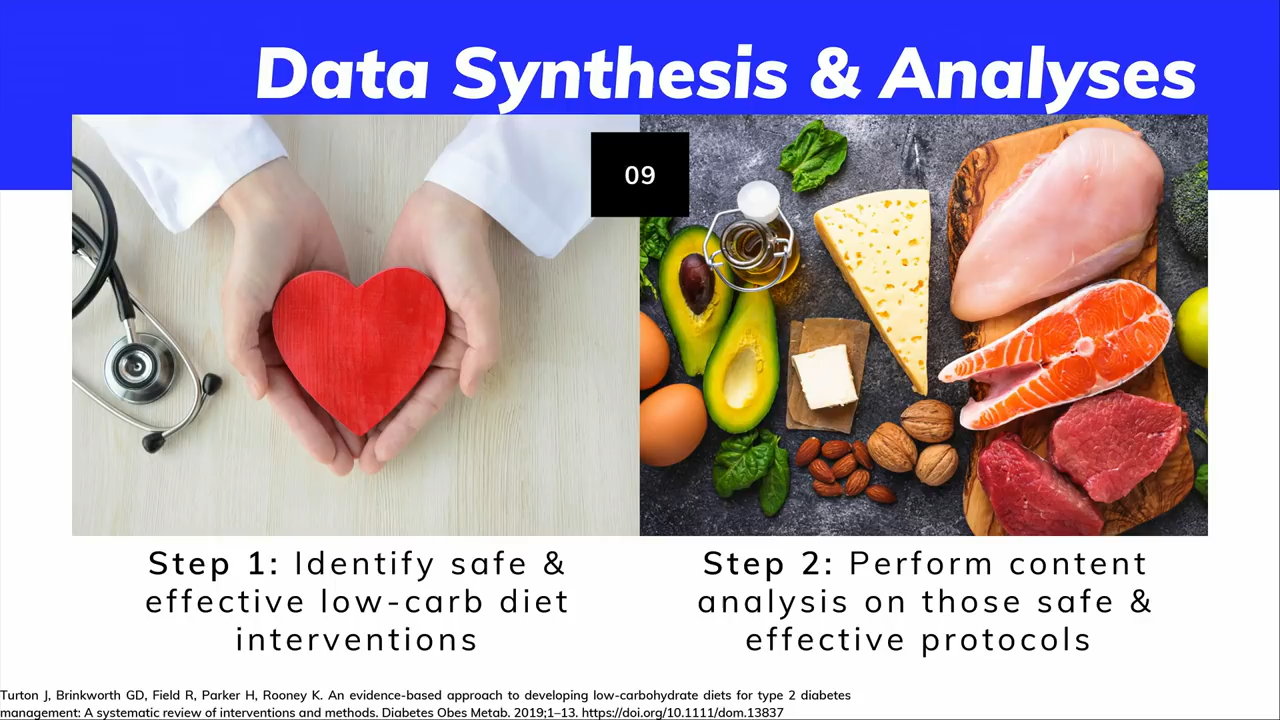 Data Synthesis & Analyses
09
Step 1: Identify safe &
effective low-carb diet
interventions
Step 2: Perform content
analysis on those safe &
effective protocols
Turton J, Brinkworth GD, Field R, Parker H, Rooney K. An evidence-based approach to developing low-carbohydrate diets for type 2 diabetes
management: A systematic review of interventions and methods. Diabetes Obes Metab. 2019;1–13. https://doi.org/10.1111/dom.13837